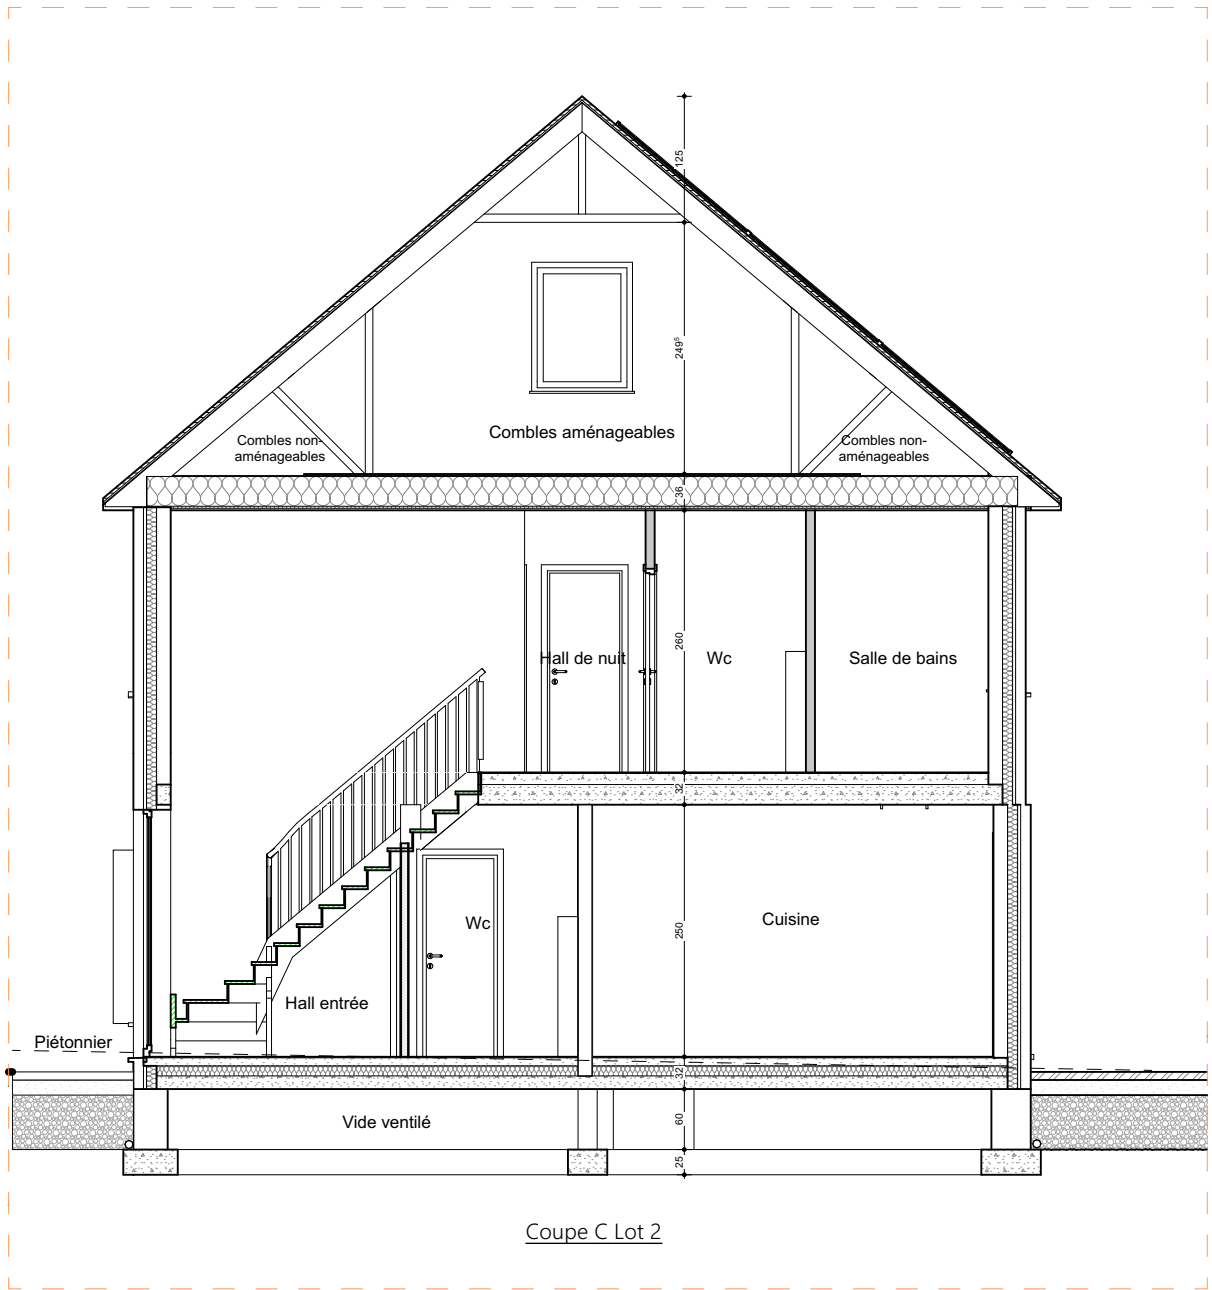 125
249⁵
Combles aménageables
Combles non-
aménageables
Combles non-
aménageables
36
260
Hall de nuit
Wc
Salle de bains
32
250
Wc
Cuisine
Hall entrée
Piétonnier
32
Vide ventilé
60
25
Coupe C Lot 2